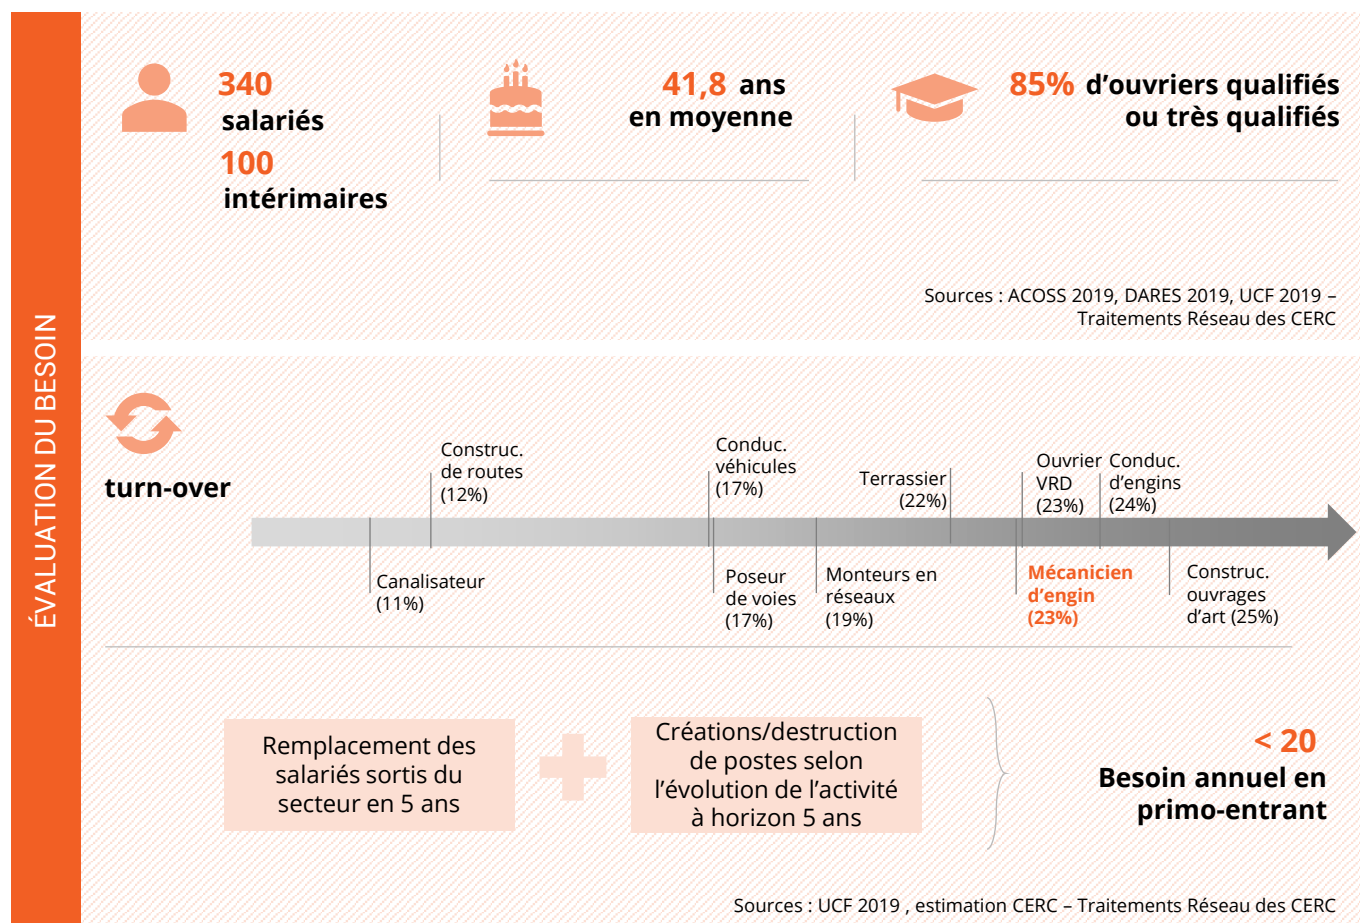 ÉVALUATION DU BESOIN
340
salariés
100
intérimaires
41,8 ans
en moyenne
85% d’ouvriers qualifiés
ou très qualifiés
Sources : ACOSS 2019, DARES 2019, UCF 2019 –
Traitements Réseau des CERC
turn-over
Construc.
de routes
(12%)
Conduc.
véhicules
(17%)
Terrassier
(22%)
Ouvrier
VRD
(23%)
Conduc.
d’engins
(24%)
Canalisateur
(11%)
Poseur
de voies
(17%)
Monteurs en
réseaux
(19%)
Mécanicien
d’engin
(23%)
Construc.
ouvrages
d’art (25%)
Remplacement des
salariés sortis du
secteur en 5 ans
Créations/destruction
de postes selon
l’évolution de l’activité
à horizon 5 ans
< 20
Besoin annuel en
primo-entrant
Sources : UCF 2019 , estimation CERC – Traitements Réseau des CERC